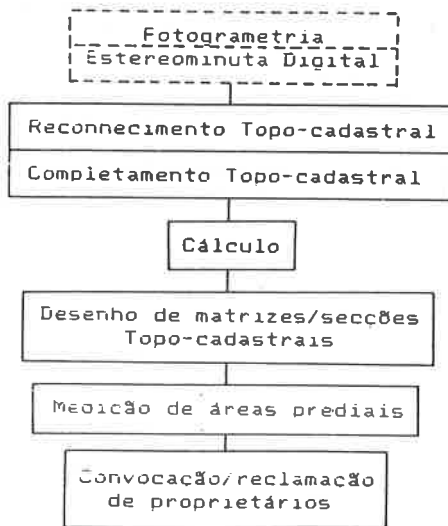 Fotogrametria
Estereominuta Digital
Reconnecimento Topo-cadastral
Completamento Topo-cadastral
Cálculo
Desenho de matrizes/secções
Topo-cadastrais
Medição de áreas prediais
Convocação/reclamação
de proprietários